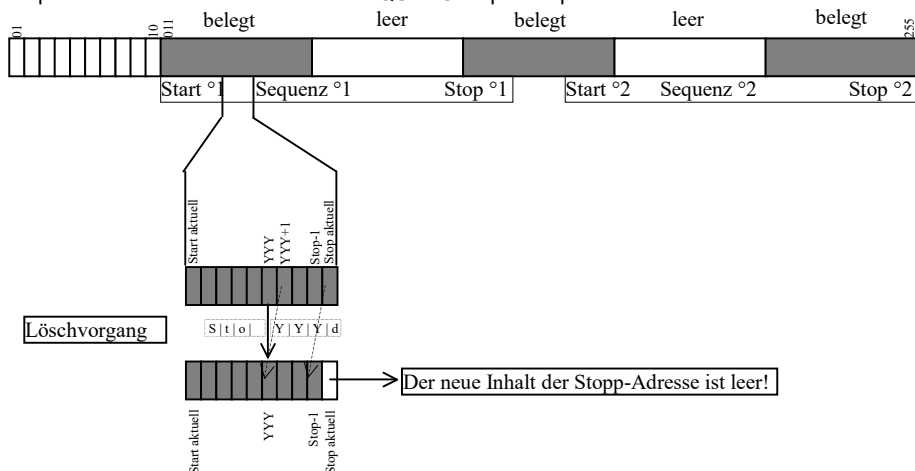 belegt leer belegt leer belegt
01 10 011 255
Start °1 Sequenz °1 Stop °1 Start °2 Sequenz °2 Stop °2
Start aktuell YYY YYY+1 Stop-1 Stop aktuell
Löschvorgang S|t|o| Y|Y|Y|d
Der neue Inhalt der Stopp-Adresse ist leer!
Start aktuell YYY Stop-1 Stop aktuell